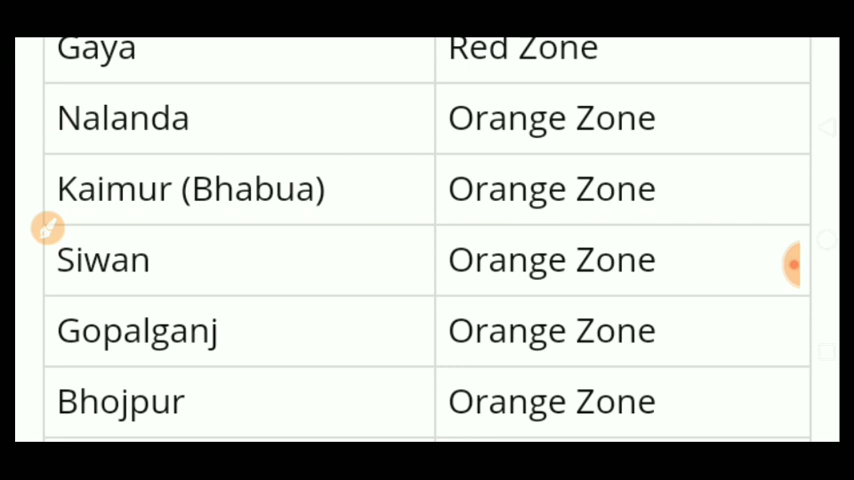 Gaya Red Zone
Nalanda Orange Zone
Kaimur (Bhabua) Orange Zone
Siwan Orange Zone
Gopalganj Orange Zone
Bhojpur Orange Zone